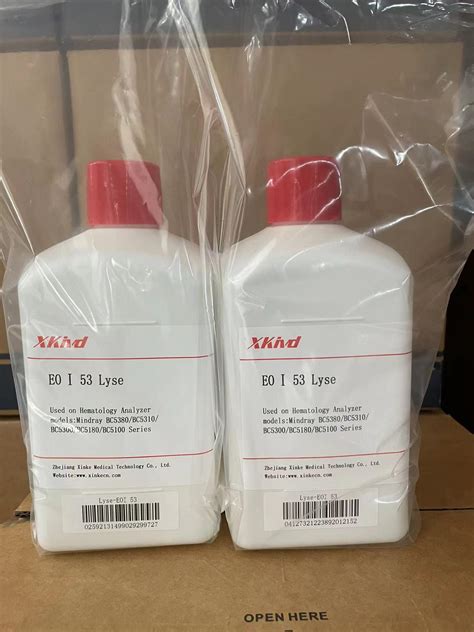 XKivd
EO I 53 Lyse
Used on Hematology Analyzer
models:Mindray BC5380/BC5310/
BC5300/BC5180/BC5100 Series
Zhejiang Xinke Medical Technology Co., Ltd.
Website:www.xinkecn.com
Lyse-EOI 53
02592131499029299727
XKivd
EO I 53 Lyse
Used on Hematology Analyzer
models:Mindray BC5380/BC5310/
BC5300/BC5180/BC5100 Series
Zhejiang Xinke Medical Technology Co., Ltd.
Website:www.xinkecn.com
Lyse-EOI 53
04127321223892012152
OPEN HERE